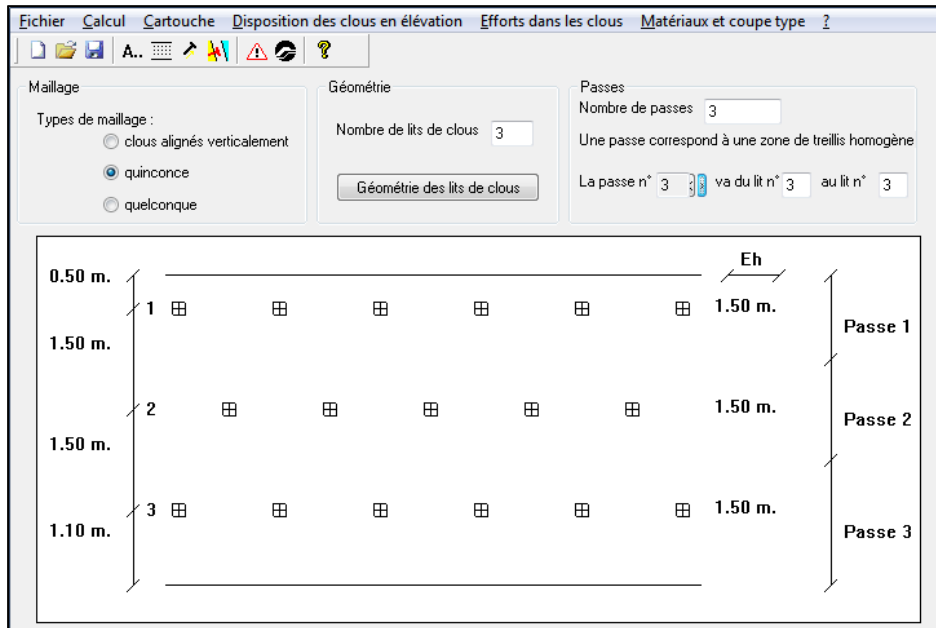 Fichier Calcul Cartouche Disposition des clous en élévation Efforts dans les clous Matériaux et coupe type ?
A..
Maillage
Types de maillage :
clous alignés verticalement
quinconce
quelconque
Géométrie
Nombre de lits de clous 3
Géométrie des lits de clous
Passes
Nombre de passes 3
Une passe correspond à une zone de treillis homogène
La passe n° 3 va du lit n° 3 au lit n° 3
Eh
0.50 m.
1 1.50 m.
Passe 1
1.50 m.
2 1.50 m.
Passe 2
1.50 m.
3 1.50 m.
1.10 m.
Passe 3